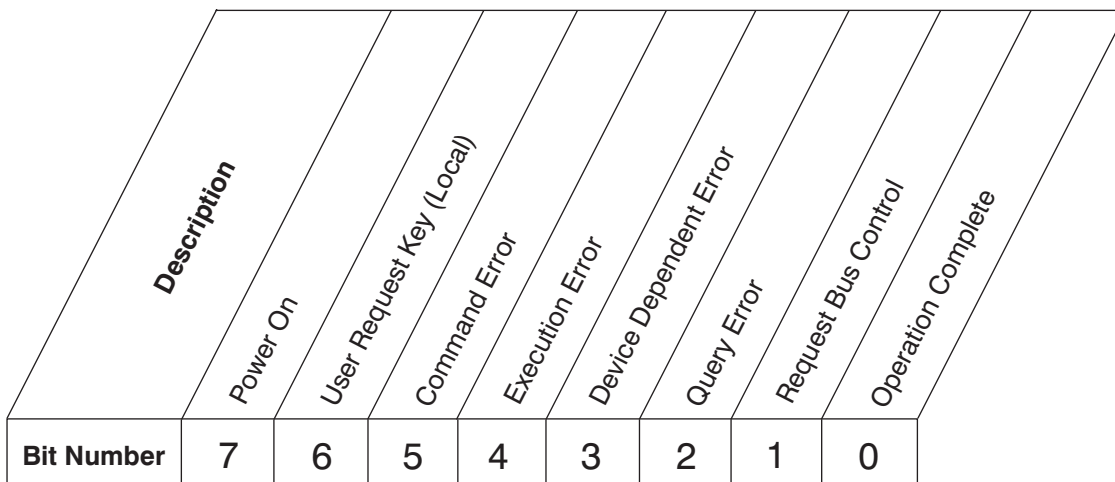 Description
Power On
User Request Key (Local)
Command Error
Execution Error
Device Dependent Error
Query Error
Request Bus Control
Operation Complete
Bit Number 7 6 5 4 3 2 1 0